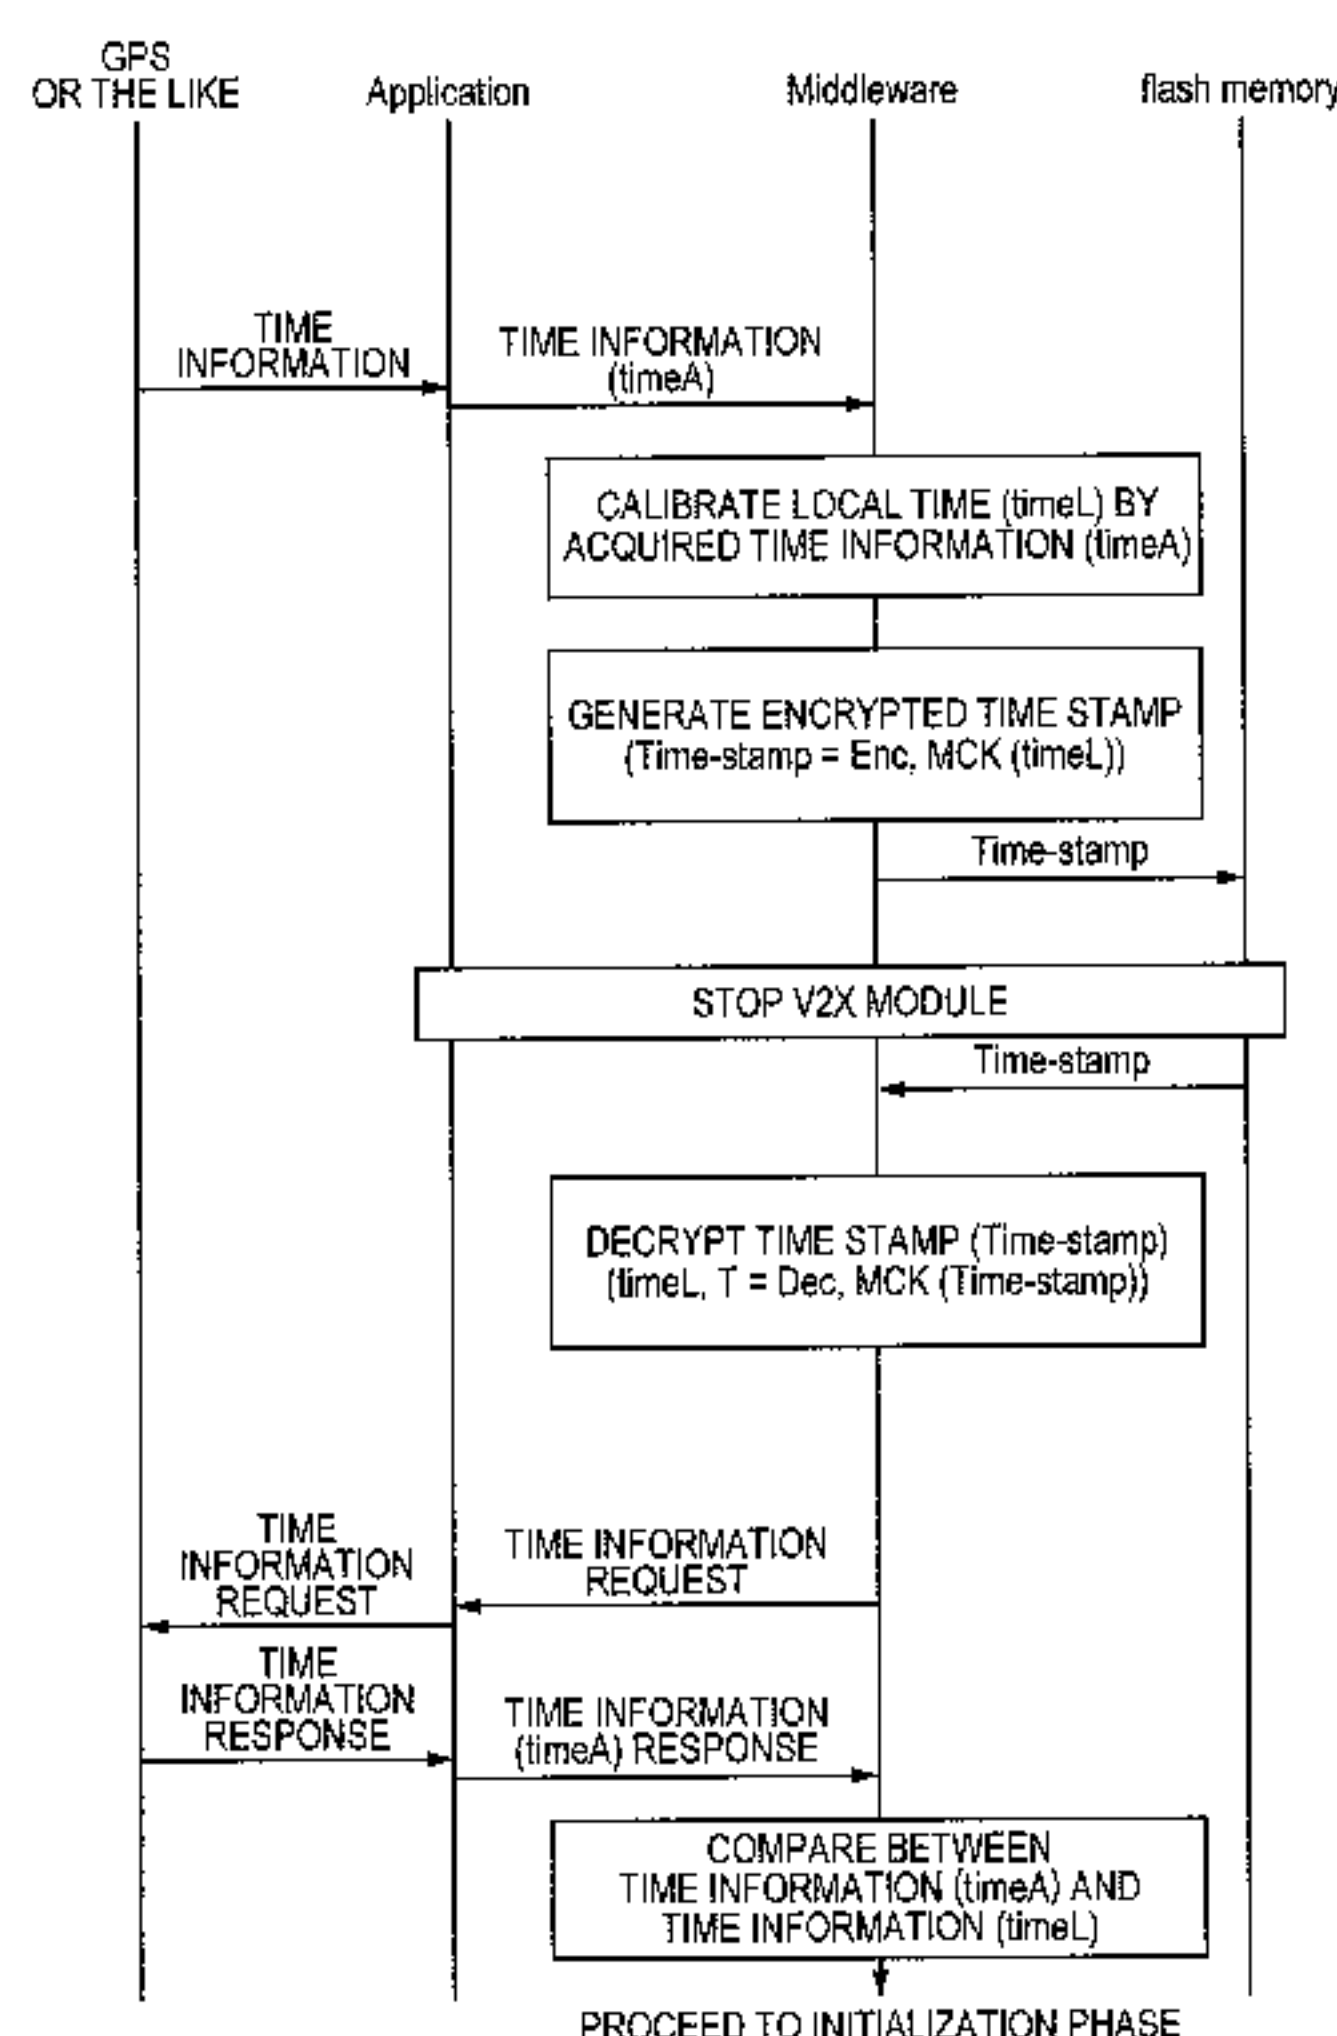 GPS
OR THE LIKE
Application
Middleware
flash memory
TIME
INFORMATION
TIME INFORMATION
(timeA)
CALIBRATE LOCAL TIME (timeL) BY
ACQUIRED TIME INFORMATION (timeA)
GENERATE ENCRYPTED TIME STAMP
(Time-stamp = Enc, MCK (timeL))
Time-stamp
STOP V2X MODULE
Time-stamp
DECRYPT TIME STAMP (Time-stamp)
(timeL, T = Dec, MCK (Time-stamp))
TIME
INFORMATION
REQUEST
TIME INFORMATION
REQUEST
TIME
INFORMATION
RESPONSE
TIME INFORMATION
(timeA) RESPONSE
COMPARE BETWEEN
TIME INFORMATION (timeA) AND
TIME INFORMATION (timeL)
PROCEED TO INITIALIZATION PHASE